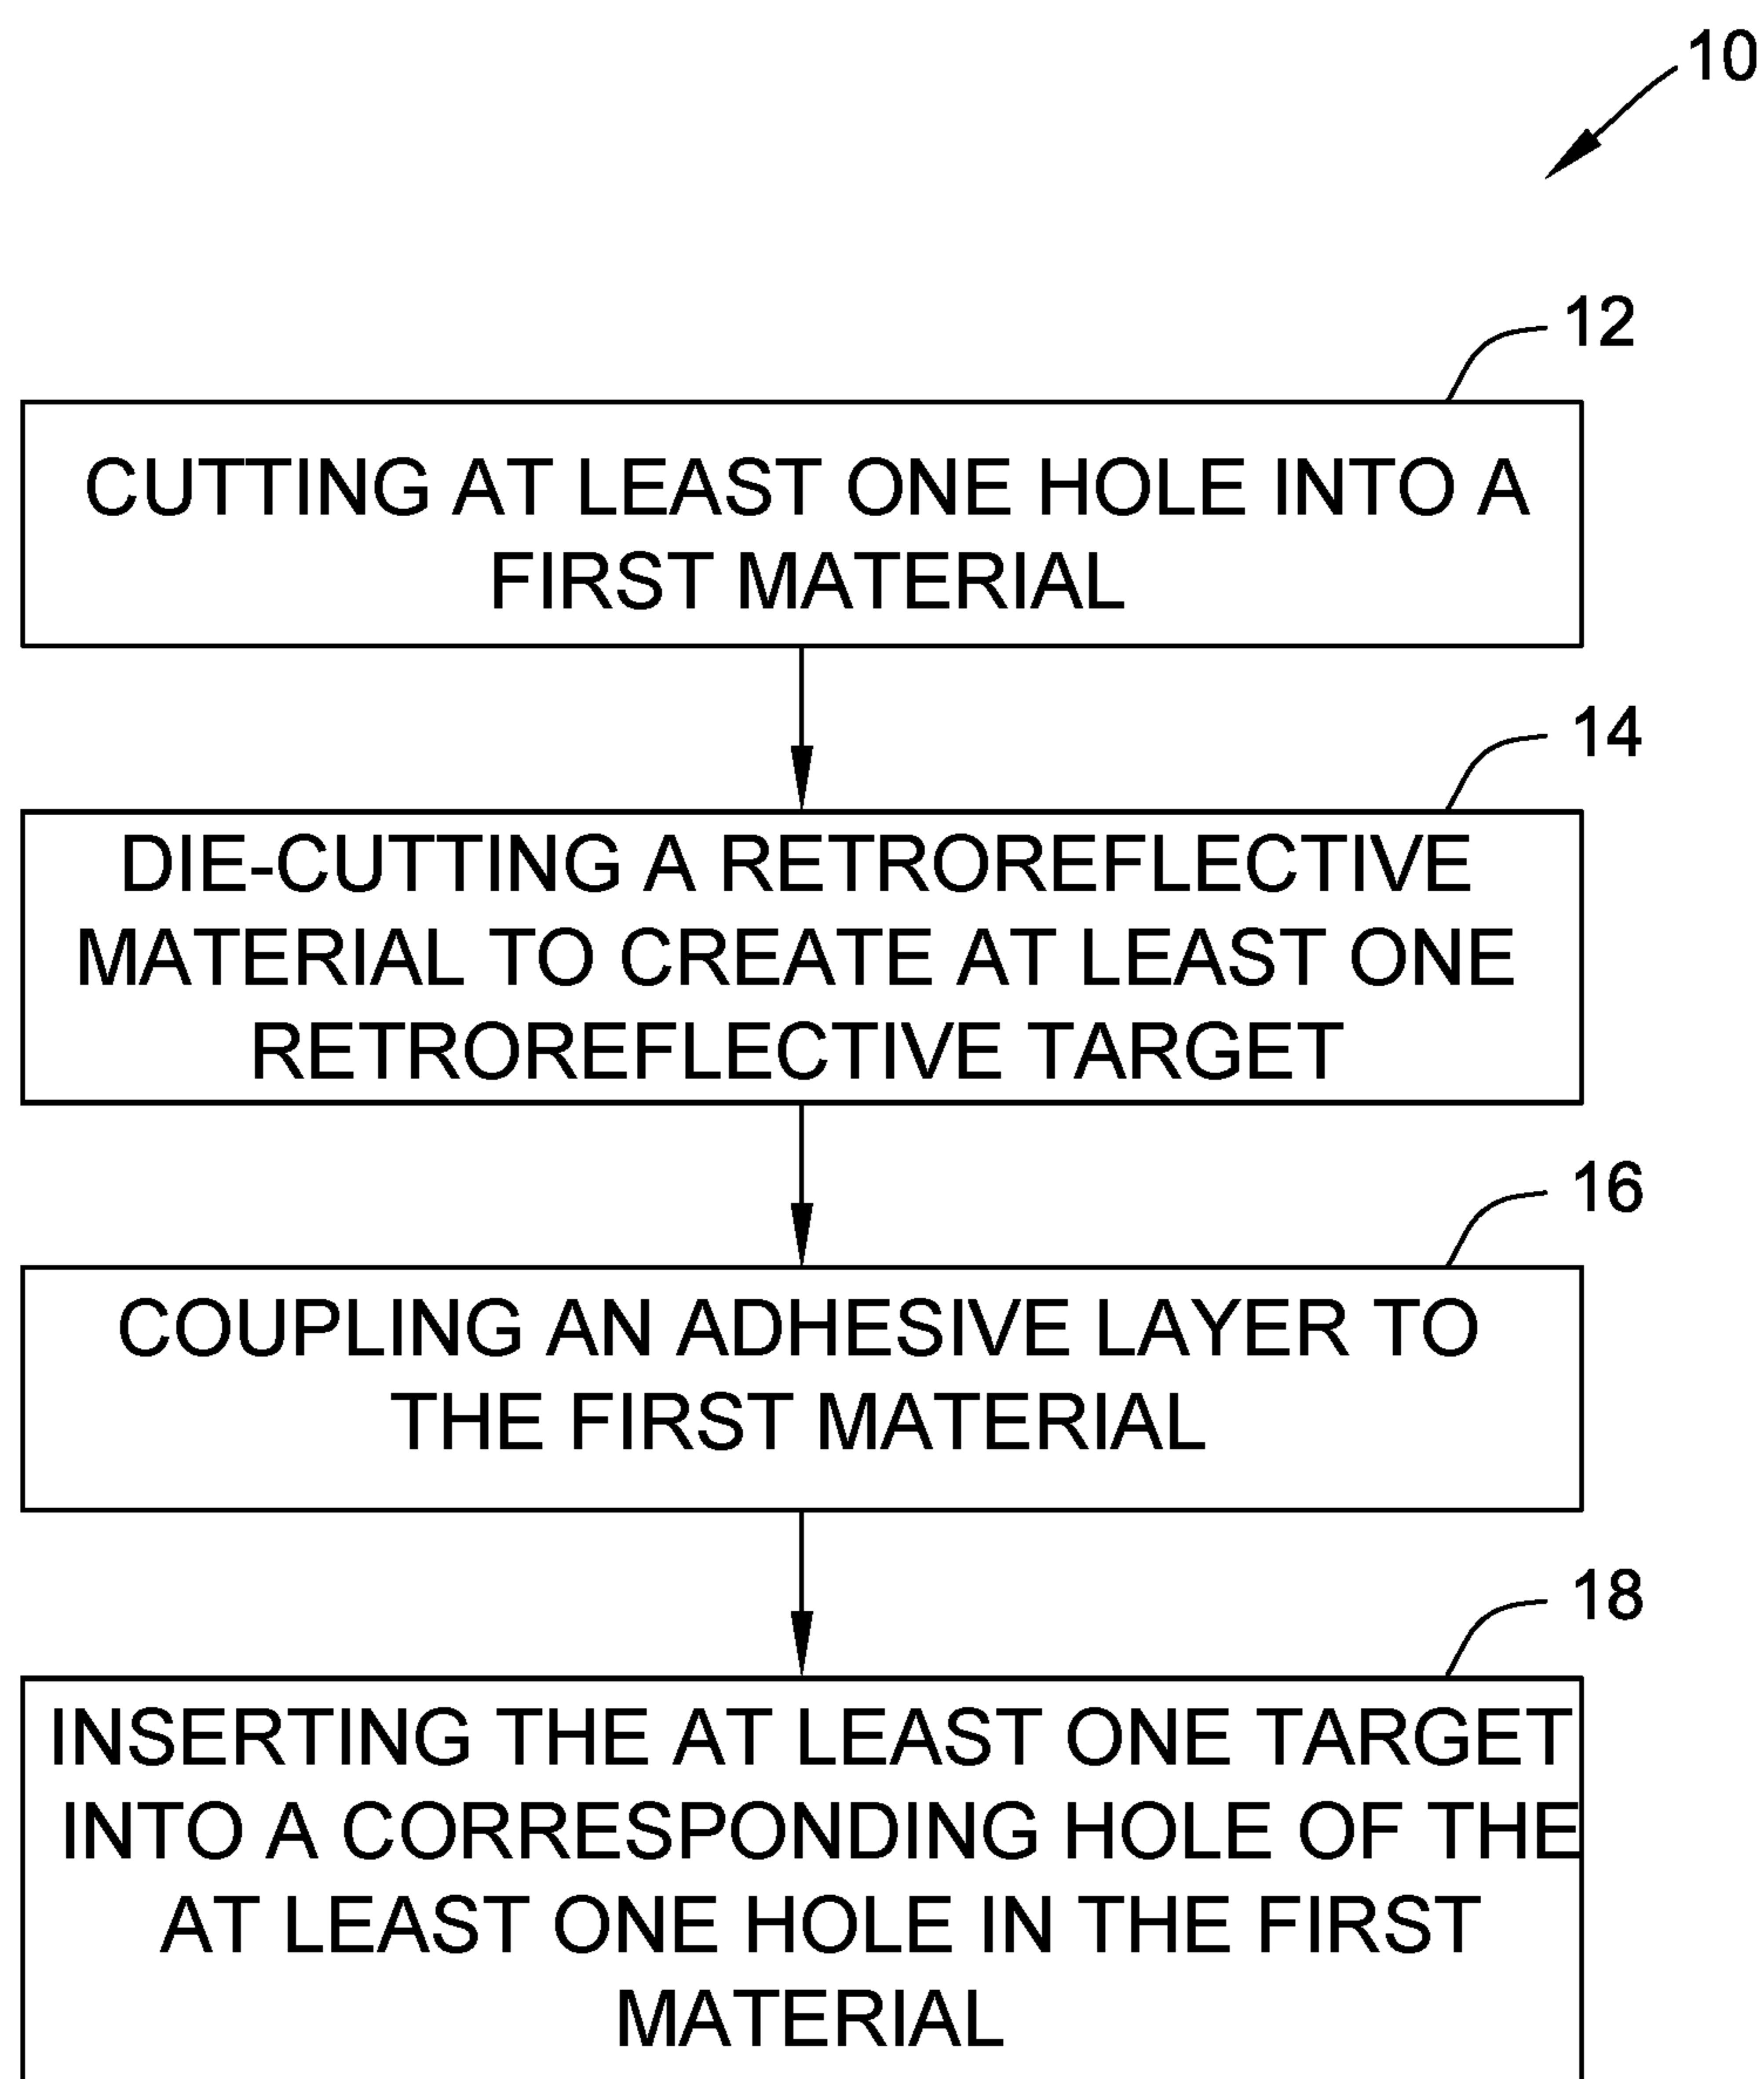 10
12
CUTTING AT LEAST ONE HOLE INTO A
FIRST MATERIAL
14
DIE-CUTTING A RETROREFLECTIVE
MATERIAL TO CREATE AT LEAST ONE
RETROREFLECTIVE TARGET
16
COUPLING AN ADHESIVE LAYER TO
THE FIRST MATERIAL
18
INSERTING THE AT LEAST ONE TARGET
INTO A CORRESPONDING HOLE OF THE
AT LEAST ONE HOLE IN THE FIRST
MATERIAL